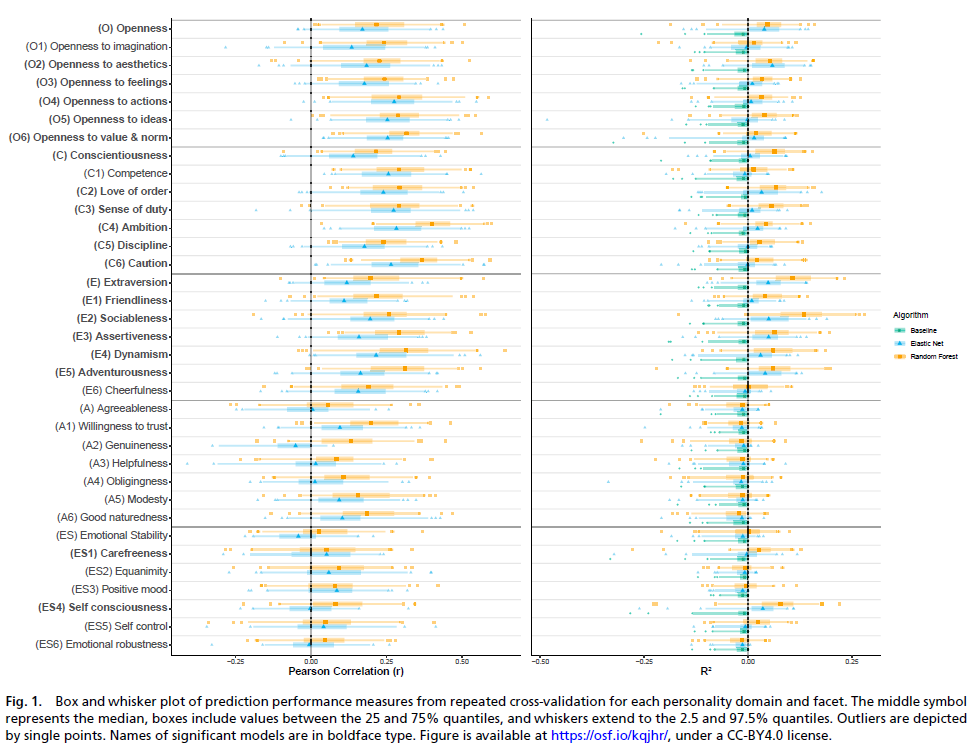 (O) Openness
(O1) Openness to imagination
(O2) Openness to aesthetics
(O3) Openness to feelings
(O4) Openness to actions
(O5) Openness to ideas
(O6) Openness to value & norm
(C) Conscientiousness
(C1) Competence
(C2) Love of order
(C3) Sense of duty
(C4) Ambition
(C5) Discipline
(C6) Caution
(E) Extraversion
(E1) Friendliness
(E2) Sociableness
(E3) Assertiveness
(E4) Dynamism
(E5) Adventurousness
(E6) Cheerfulness
(A) Agreeableness
(A1) Willingness to trust
(A2) Genuineness
(A3) Helpfulness
(A4) Obligingness
(A5) Modesty
(A6) Good naturedness
(ES) Emotional Stability
(ES1) Carefreeness
(ES2) Equanimity
(ES3) Positive mood
(ES4) Self consciousness
(ES5) Self control
(ES6) Emotional robustness
−0.25 0.00 0.25 0.50
Pearson Correlation (r)
−0.50 −0.25 0.00 0.25
R²
Algorithm
Baseline
Elastic Net
Random Forest
Fig. 1. Box and whisker plot of prediction performance measures from repeated cross-validation for each personality domain and facet. The middle symbol
represents the median, boxes include values between the 25 and 75% quantiles, and whiskers extend to the 2.5 and 97.5% quantiles. Outliers are depicted
by single points. Names of significant models are in boldface type. Figure is available at https://osf.io/kqjhr/, under a CC-BY4.0 license.